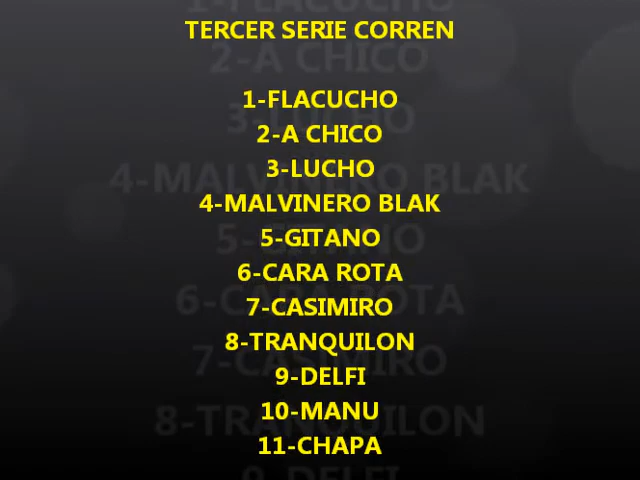 TERCER SERIE CORREN
1-FLACUCHO
2-A CHICO
3-LUCHO
4-MALVINERO BLAK
5-GITANO
6-CARA ROTA
7-CASIMIRO
8-TRANQUILON
9-DELFI
10-MANU
11-CHAPA